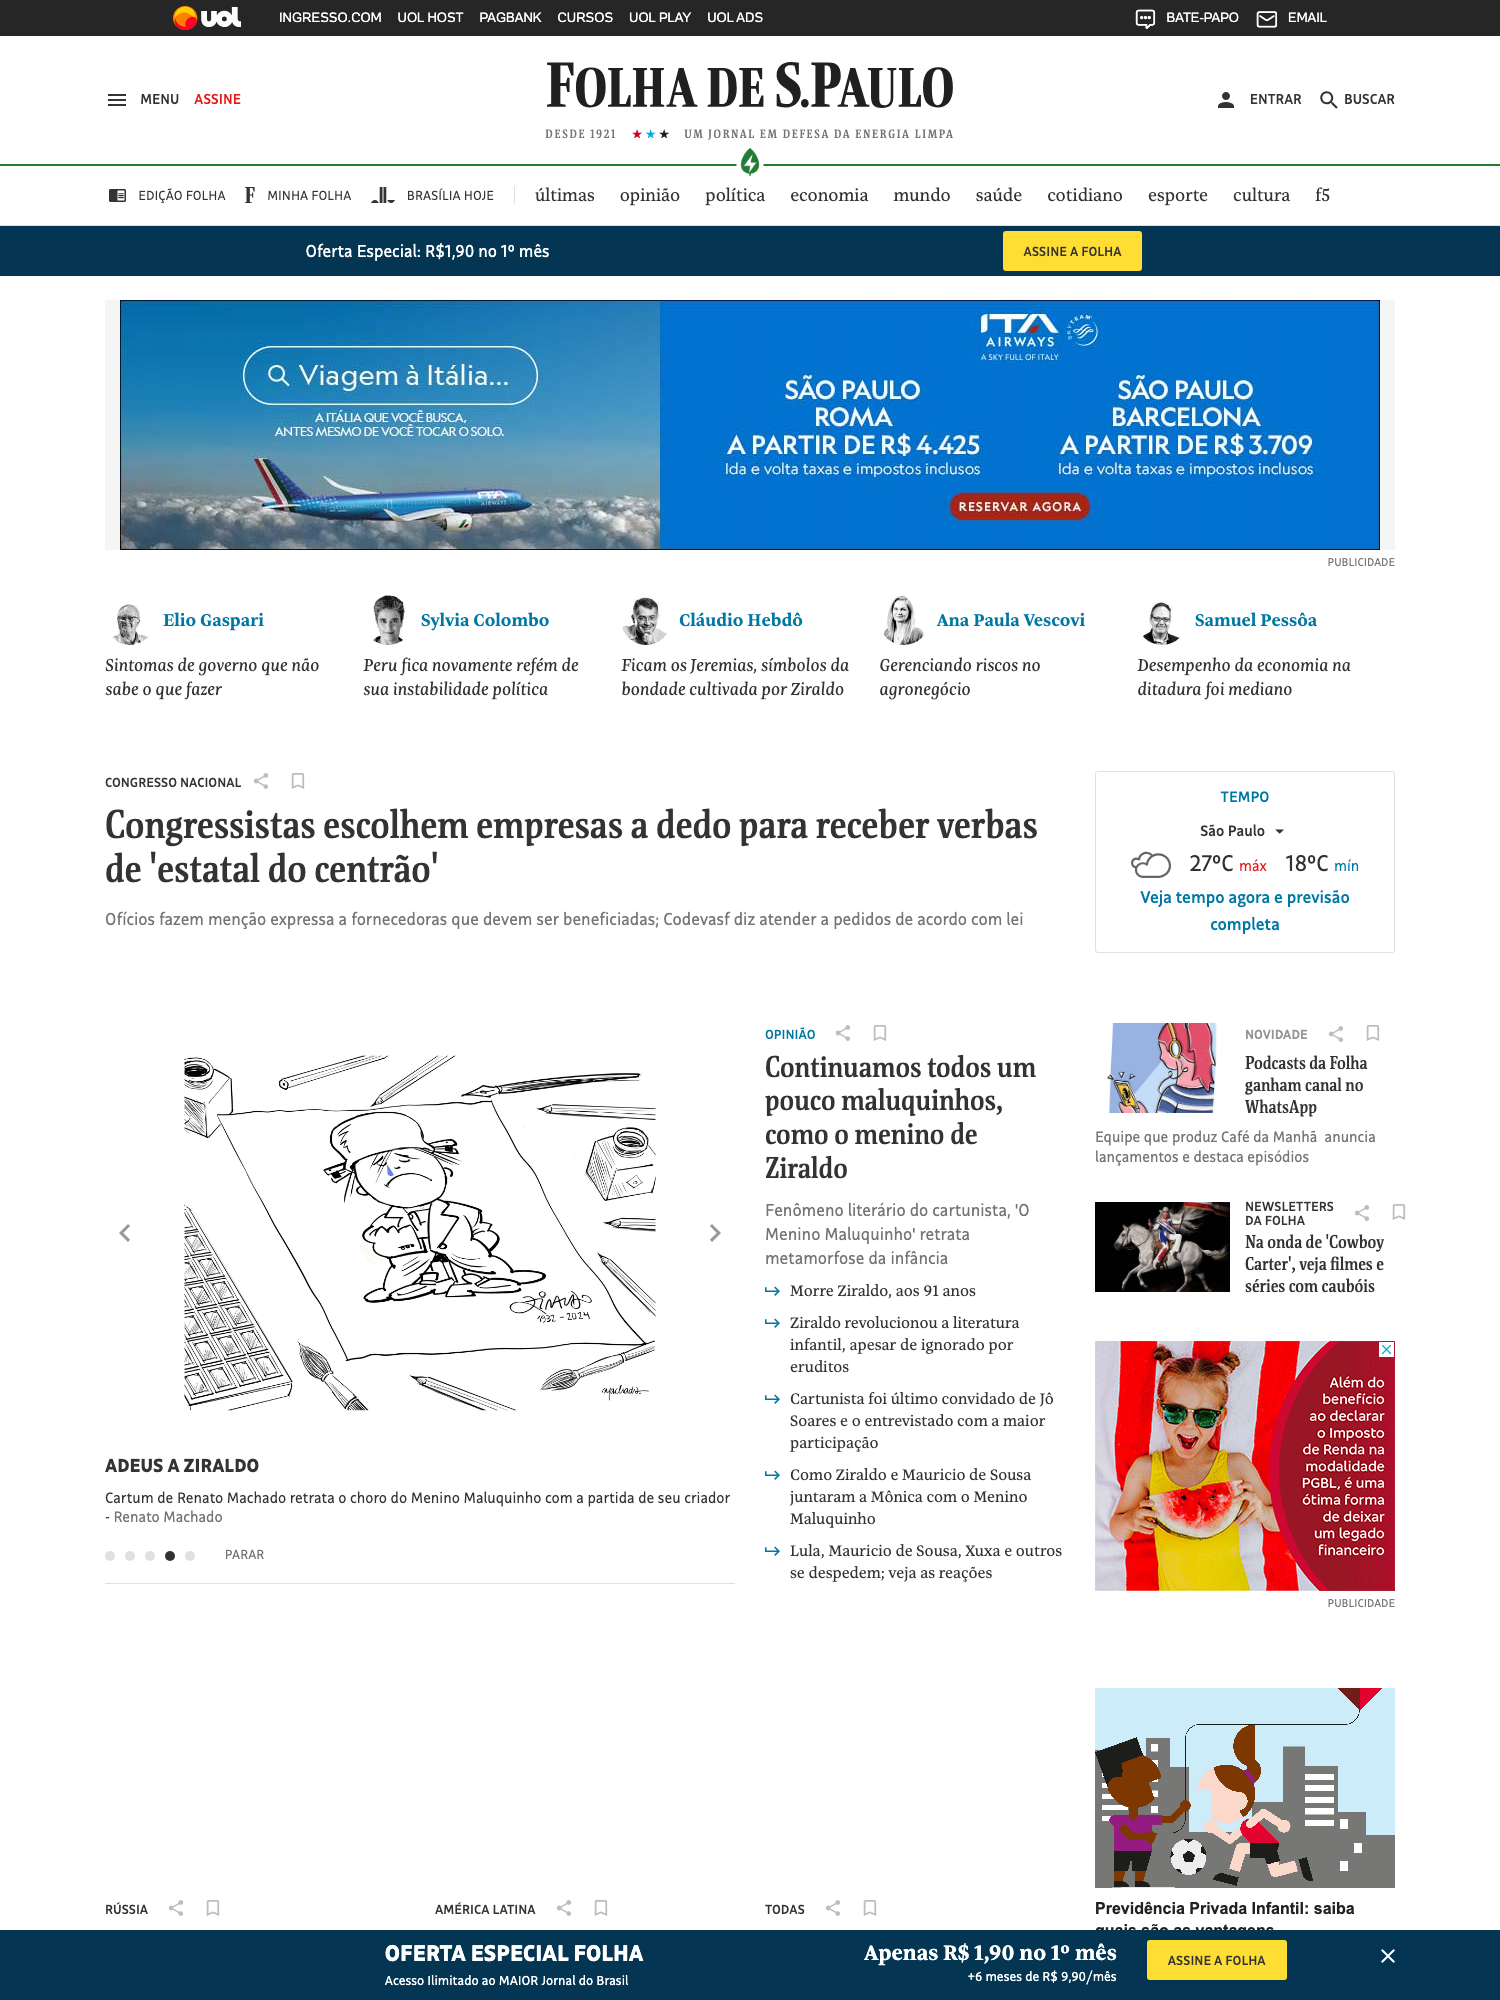 uol INGRESSO.COM UOL HOST PAGBANK CURSOS UOL PLAY UOL ADS BATE-PAPO EMAIL
MENU ASSINE
FOLHA DE S.PAULO
ENTRAR BUSCAR
DESDE 1921 ★★★ UM JORNAL EM DEFESA DA ENERGIA LIMPA
EDIÇÃO FOLHA F MINHA FOLHA BRASÍLIA HOJE últimas opinião política economia mundo saúde cotidiano esporte cultura f5
Oferta Especial: R$1,90 no 1º mês ASSINE A FOLHA
Viagem à Itália...
A ITÁLIA QUE VOCÊ BUSCA,
ANTES MESMO DE VOCÊ TOCAR O SOLO.
ITA
AIRWAYS
A SKY FULL OF ITALY
SKYTEAM
SÃO PAULO
ROMA
A PARTIR DE R$ 4.425
Ida e volta taxas e impostos inclusos
SÃO PAULO
BARCELONA
A PARTIR DE R$ 3.709
Ida e volta taxas e impostos inclusos
RESERVAR AGORA
PUBLICIDADE
Elio Gaspari
Sintomas de governo que não
sabe o que fazer
Sylvia Colombo
Peru fica novamente refém de
sua instabilidade política
Cláudio Hebdô
Ficam os Jeremias, símbolos da
bondade cultivada por Ziraldo
Ana Paula Vescovi
Gerenciando riscos no
agronegócio
Samuel Pessôa
Desempenho da economia na
ditadura foi mediano
CONGRESSO NACIONAL
Congressistas escolhem empresas a dedo para receber verbas
de 'estatal do centrão'
Ofícios fazem menção expressa a fornecedoras que devem ser beneficiadas; Codevasf diz atender a pedidos de acordo com lei
TEMPO
São Paulo
27ºC máx 18ºC mín
Veja tempo agora e previsão
completa
ZIRALDO
1932 - 2024
machado
ADEUS A ZIRALDO
Cartum de Renato Machado retrata o choro do Menino Maluquinho com a partida de seu criador
- Renato Machado
PARAR
OPINIÃO
Continuamos todos um
pouco maluquinhos,
como o menino de
Ziraldo
Fenômeno literário do cartunista, 'O
Menino Maluquinho' retrata
metamorfose da infância
Morre Ziraldo, aos 91 anos
Ziraldo revolucionou a literatura
infantil, apesar de ignorado por
eruditos
Cartunista foi último convidado de Jô
Soares e o entrevistado com a maior
participação
Como Ziraldo e Mauricio de Sousa
juntaram a Mônica com o Menino
Maluquinho
Lula, Mauricio de Sousa, Xuxa e outros
se despedem; veja as reações
NOVIDADE
Podcasts da Folha
ganham canal no
WhatsApp
Equipe que produz Café da Manhã anuncia
lançamentos e destaca episódios
NEWSLETTERS
DA FOLHA
Na onda de 'Cowboy
Carter', veja filmes e
séries com caubóis
Além do
benefício
ao declarar
o Imposto
de Renda na
modalidade
PGBL, é uma
ótima forma
de deixar
um legado
financeiro
PUBLICIDADE
Previdência Privada Infantil: saiba
quais são as vantagens
RÚSSIA
AMÉRICA LATINA
TODAS
OFERTA ESPECIAL FOLHA
Acesso Ilimitado ao MAIOR Jornal do Brasil
Apenas R$ 1,90 no 1º mês
+6 meses de R$ 9,90/mês
ASSINE A FOLHA